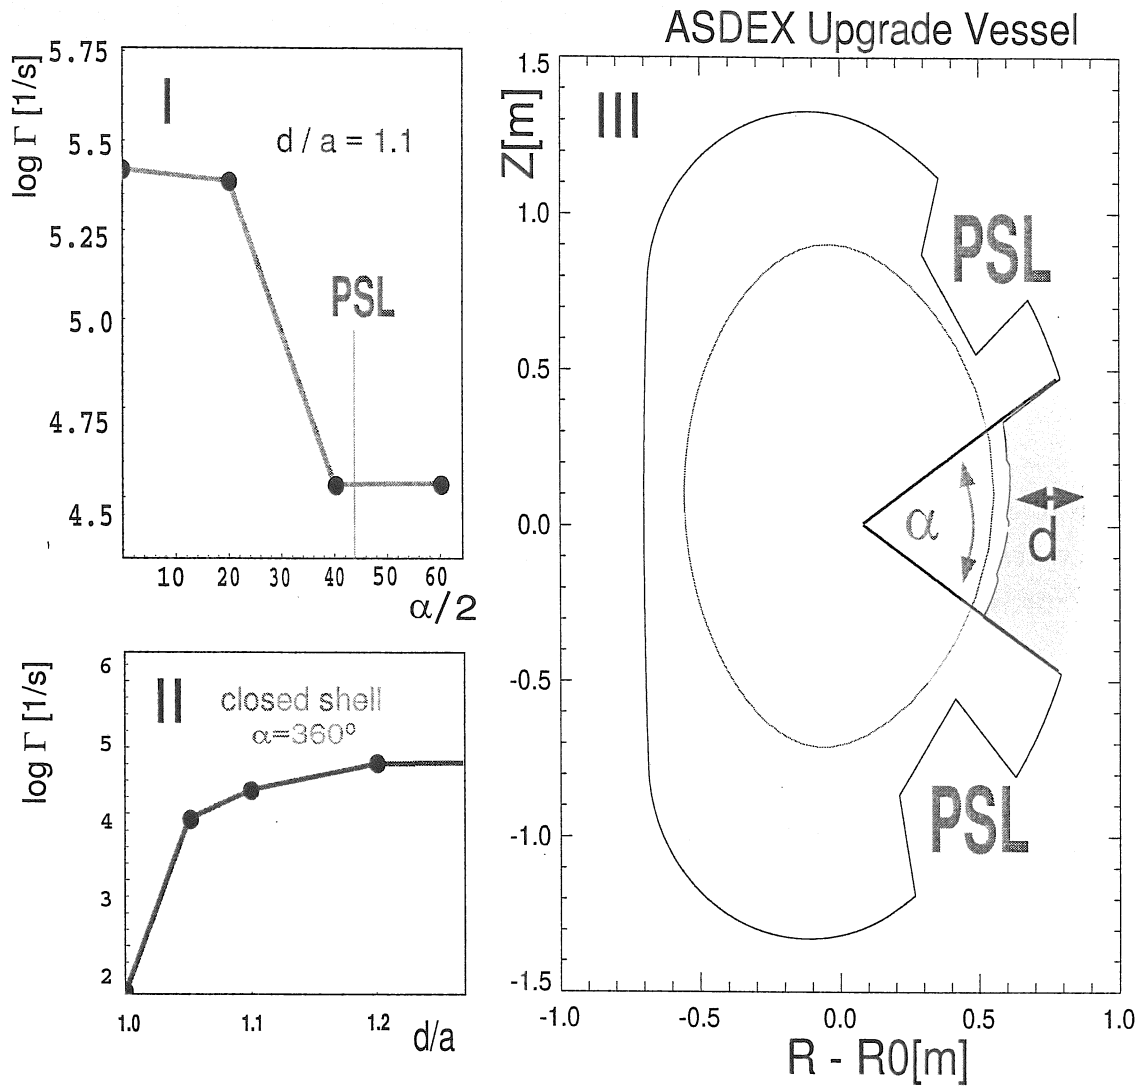 ASDEX Upgrade Vessel
log Γ [1/s]
5.75
5.5
5.25
5.0
4.75
4.5
I
d / a = 1.1
PSL
10 20 30 40 50 60
α/2
log Γ [1/s]
6
5
4
3
2
II
closed shell
α=360º
1.0 1.1 1.2
d/a
Z[m]
1.5
1.0
0.5
0.0
-0.5
-1.0
-1.5
III
PSL
α
d
PSL
-1.0 -0.5 0.0 0.5 1.0
R - R0[m]